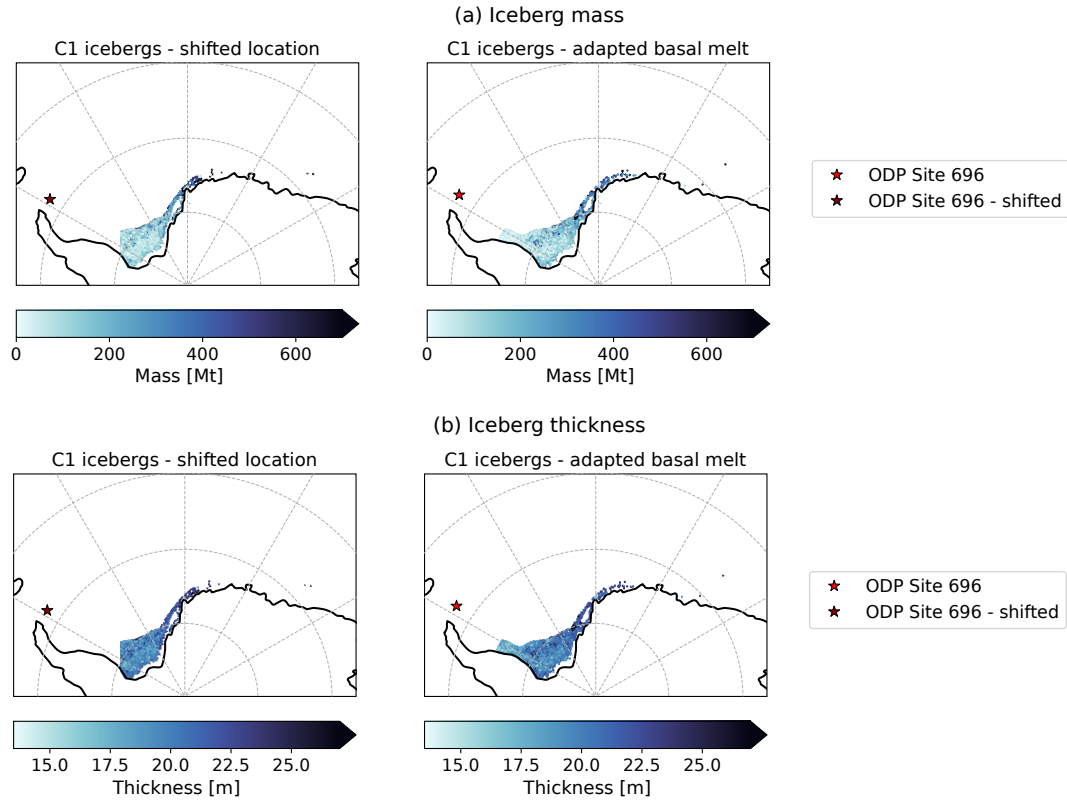 (a) Iceberg mass
C1 icebergs - shifted location
C1 icebergs - adapted basal melt
ODP Site 696
ODP Site 696 - shifted
0 200 400 600
Mass [Mt]
0 200 400 600
Mass [Mt]
(b) Iceberg thickness
C1 icebergs - shifted location
C1 icebergs - adapted basal melt
ODP Site 696
ODP Site 696 - shifted
15.0 17.5 20.0 22.5 25.0
Thickness [m]
15.0 17.5 20.0 22.5 25.0
Thickness [m]